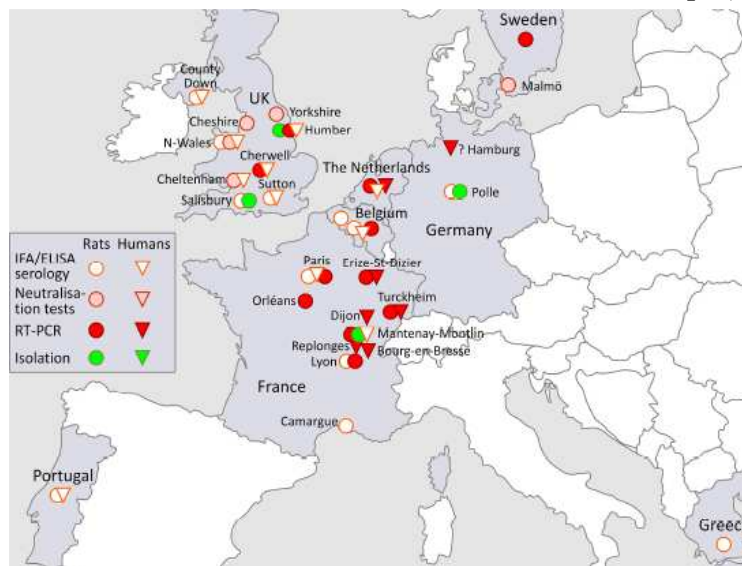 Sweden
County
Down
UK
Yorkshire
Malmö
Cheshire
Humber
N-Wales
? Hamburg
Cherwell
The Netherlands
Cheltenham
Sutton
Polle
Salisbury
Belgium
Germany
Rats Humans
IFA/ELISA
serology
Neutralisa-
tion tests
RT-PCR
Isolation
Paris
Erize-St-Dizier
Orléans
Turckheim
Dijon
Mantenay-Montlin
Replonges
Bourg-en-Bresse
Lyon
France
Camargue
Portugal
Greec